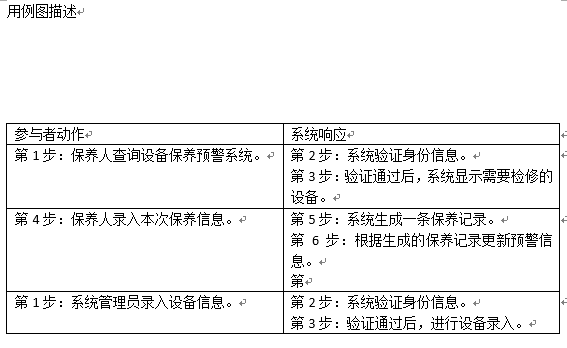 用例图描述
参与者动作
系统响应
第1步：保养人查询设备保养预警系统。
第2步：系统验证身份信息。
第3步：验证通过后，系统显示需要检修的
设备。
第4步：保养人录入本次保养信息。
第5步：系统生成一条保养记录。
第 6 步：根据生成的保养记录更新预警信
息。
第
第1步：系统管理员录入设备信息。
第2步：系统验证身份信息。
第3步：验证通过后，进行设备录入。